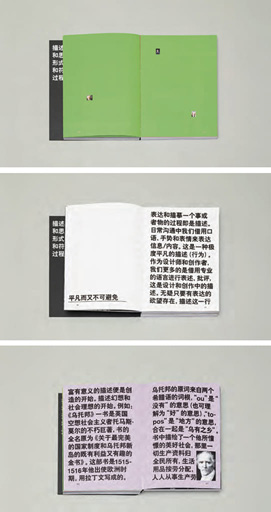 描述
和思
形式
和符
过程
描述
和思
形式
和符
过程
平凡而又不可避免
表达和描摹一个事或
者物的过程即是描述。
日常沟通中我们借用口
语、手势和表情来表达
信息/内容。这是一种极
度平凡的描述(行为)。
作为设计师和创作者,
我们更多的是借用专业
的语言进行表述、批评,
这是设计和创作中的描
述。无疑只要有表达的
欲望存在,描述这一行
富有意义的描述便是创
造的开始。描述幻想和
社会理想的开始。例如:
《乌托邦》一书是英国
空想社会主义者托马斯·
莫尔的不朽巨著,书的
全名原为《关于最完美
的国家制度和乌托邦新
岛的既有利益又有趣的
金书》。这部书是1515-
1516年他出使欧洲时
期,用拉丁文写成的。
乌托邦的原词来自两个
希腊语的词根,“ou”是
“没有”的意思(也可理
解为“好”的意思),“to-
pos”是“地方”的意思,
合在一起是“乌有之乡”。
书中描绘了一个他所憧
憬的美好社会,那里一
切生产资料归
全民所有,生活
用品按劳分配,
人人从事生产劳